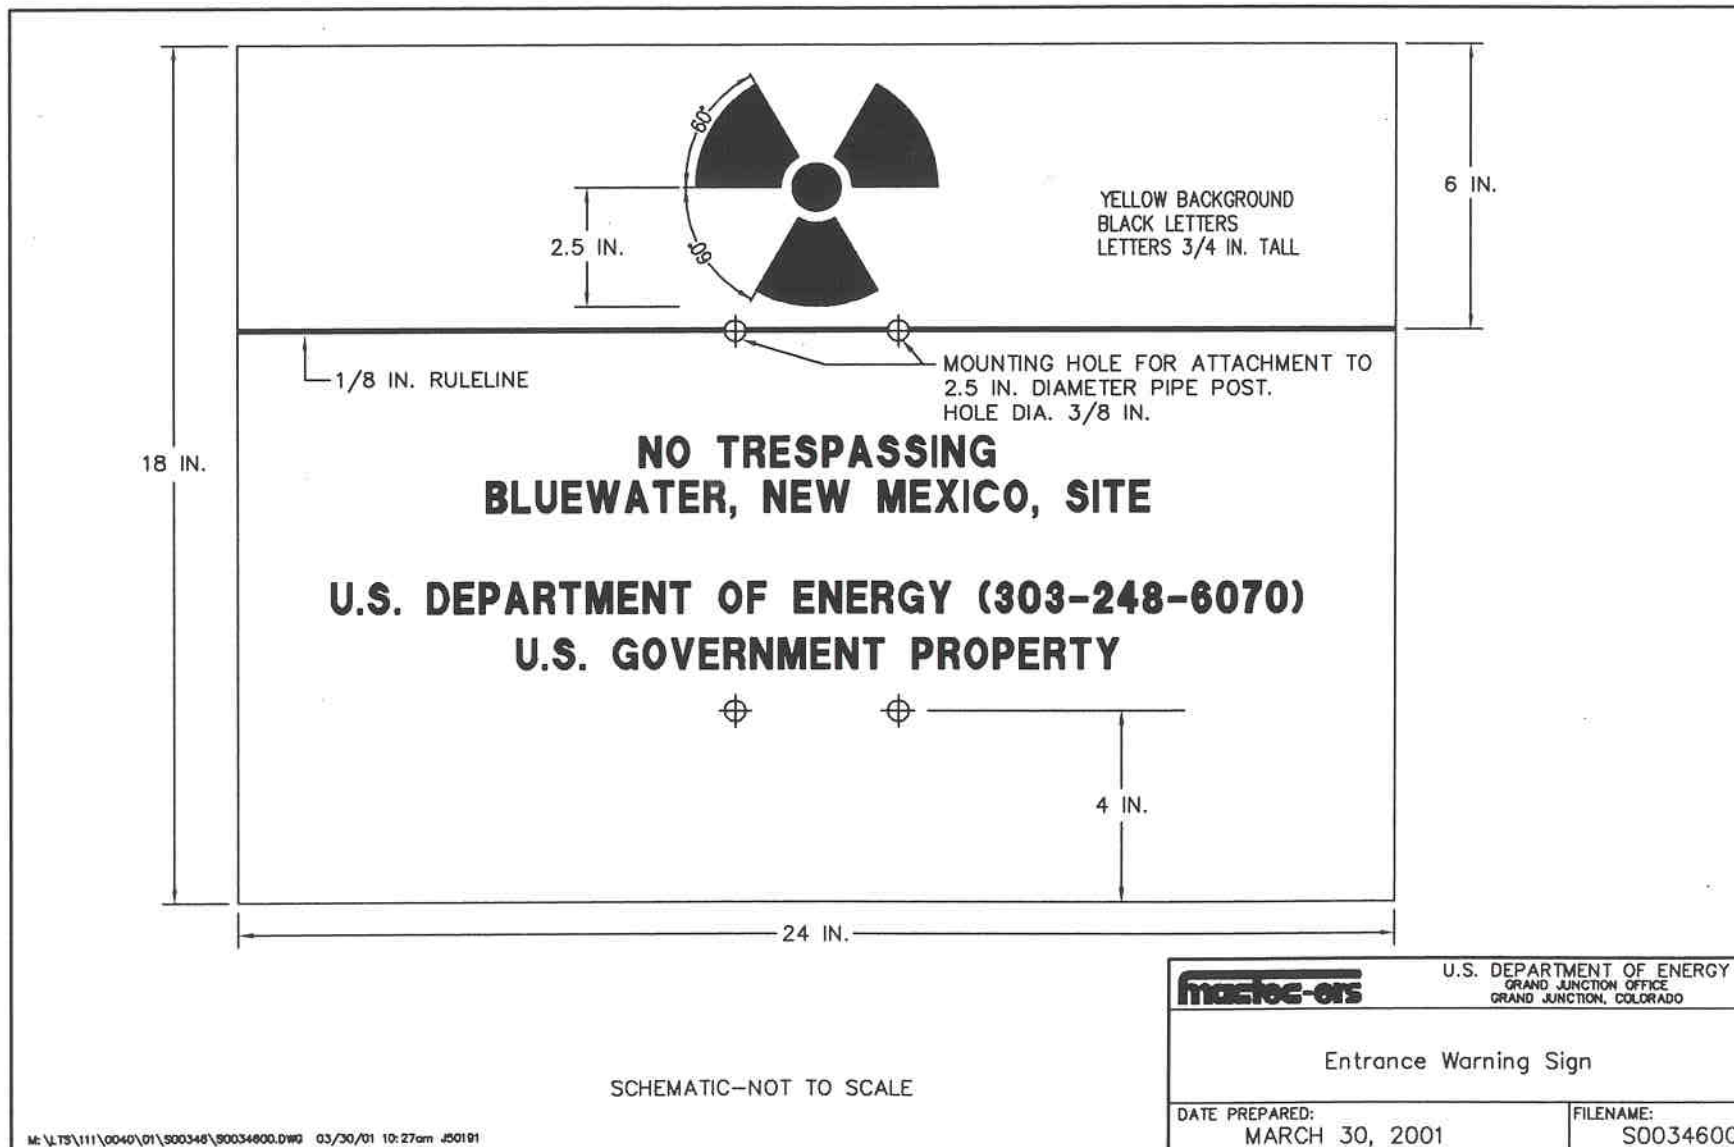 60°
60°
2.5 IN.
YELLOW BACKGROUND
BLACK LETTERS
LETTERS 3/4 IN. TALL
6 IN.
1/8 IN. RULELINE
MOUNTING HOLE FOR ATTACHMENT TO
2.5 IN. DIAMETER PIPE POST.
HOLE DIA. 3/8 IN.
18 IN.
NO TRESPASSING
BLUEWATER, NEW MEXICO, SITE
U.S. DEPARTMENT OF ENERGY (303-248-6070)
U.S. GOVERNMENT PROPERTY
4 IN.
24 IN.
mactec-ers
U.S. DEPARTMENT OF ENERGY
GRAND JUNCTION OFFICE
GRAND JUNCTION, COLORADO
Entrance Warning Sign
SCHEMATIC-NOT TO SCALE
DATE PREPARED:
MARCH 30, 2001
FILENAME:
S0034600
M:\LTS\111\0040\01\S00346\S0034600.DWG 03/30/01 10:27am J50191